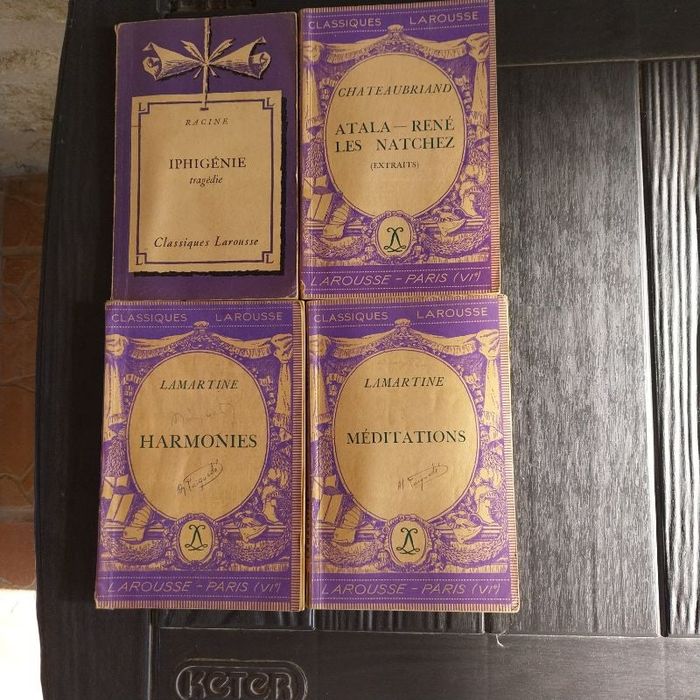 RACINE
IPHIGÉNIE
tragédie
Classiques Larousse
CLASSIQUES LAROUSSE
CHATEAUBRIAND
ATALA — RENÉ
LES NATCHEZ
(EXTRAITS)
LAROUSSE - PARIS (VIe)
CLASSIQUES LAROUSSE
LAMARTINE
HARMONIES
LAROUSSE - PARIS (VIe)
CLASSIQUES LAROUSSE
LAMARTINE
MÉDITATIONS
LAROUSSE - PARIS (VIe)
KETER